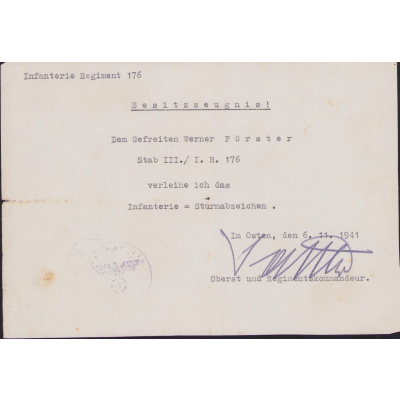 Infanterie Regiment 176
Besitzzeugnis!
Dem Gefreiten Werner Förster
Stab III./ I. R. 176
verleihe ich das
Infanterie = Sturmabzeichen .
Im Osten, den 6. 11. 1941
Oberst und Regimentskommandeur.